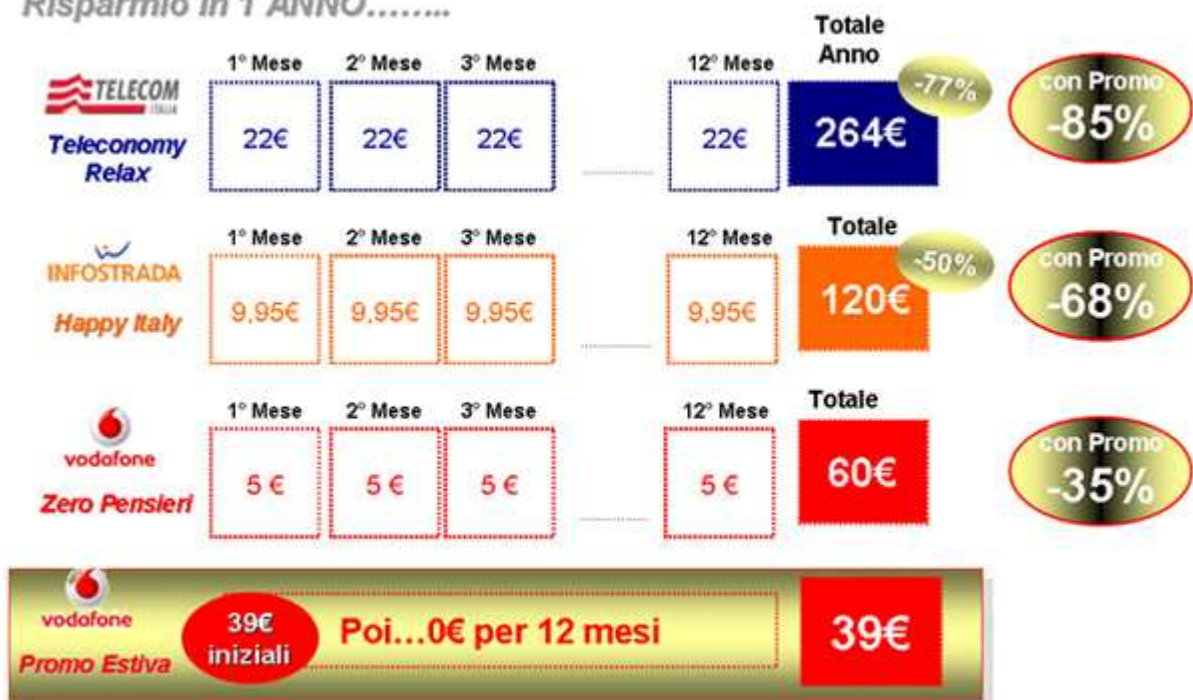 Risparmio in 1 ANNO……..
Totale
Anno
1° Mese 2° Mese 3° Mese 12° Mese
TELECOM
ITALIA
Teleconomy
Relax
22€ 22€ 22€ ........... 22€ 264€
-77%
con Promo
-85%
1° Mese 2° Mese 3° Mese 12° Mese Totale
INFOSTRADA
Happy Italy
9,95€ 9,95€ 9,95€ ........... 9,95€ 120€
-50%
con Promo
-68%
1° Mese 2° Mese 3° Mese 12° Mese Totale
vodafone
Zero Pensieri
5 € 5 € 5 € ........... 5 € 60€
con Promo
-35%
vodafone
Promo Estiva
39€
iniziali
Poi...0€ per 12 mesi
39€